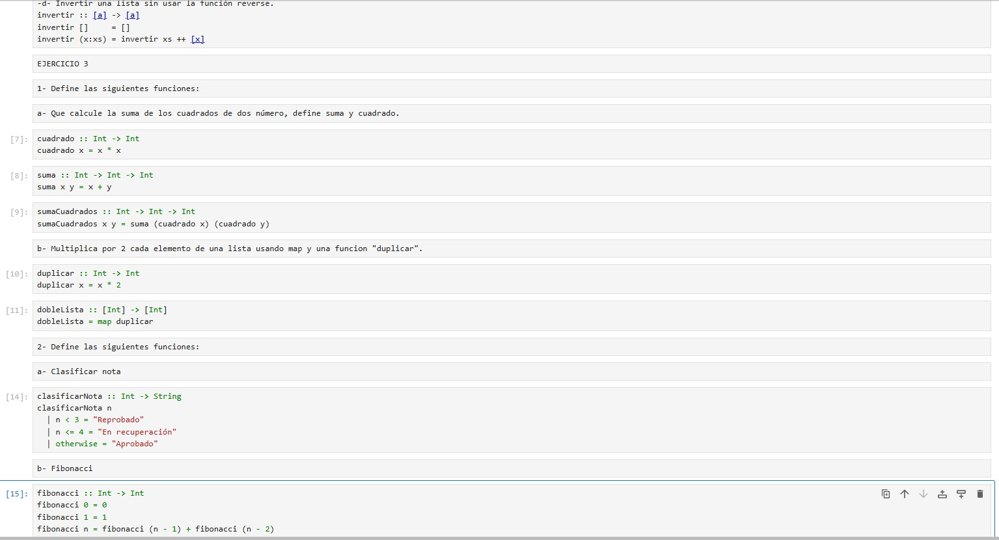 -d- Invertir una lista sin usar la función reverse.
invertir :: [a] -> [a]
invertir []     = []
invertir (x:xs) = invertir xs ++ [x]
EJERCICIO 3
1- Define las siguientes funciones:
a- Que calcule la suma de los cuadrados de dos número, define suma y cuadrado.
[7]:
cuadrado :: Int -> Int
cuadrado x = x * x
[8]:
suma :: Int -> Int -> Int
suma x y = x + y
[9]:
sumaCuadrados :: Int -> Int -> Int
sumaCuadrados x y = suma (cuadrado x) (cuadrado y)
b- Multiplica por 2 cada elemento de una lista usando map y una funcion "duplicar".
[10]:
duplicar :: Int -> Int
duplicar x = x * 2
[11]:
dobleLista :: [Int] -> [Int]
dobleLista = map duplicar
2- Define las siguientes funciones:
a- Clasificar nota
[14]:
clasificarNota :: Int -> String
clasificarNota n
  | n < 3 = "Reprobado"
  | n <= 4 = "En recuperación"
  | otherwise = "Aprobado"
b- Fibonacci
[15]:
fibonacci :: Int -> Int
fibonacci 0 = 0
fibonacci 1 = 1
fibonacci n = fibonacci (n - 1) + fibonacci (n - 2)